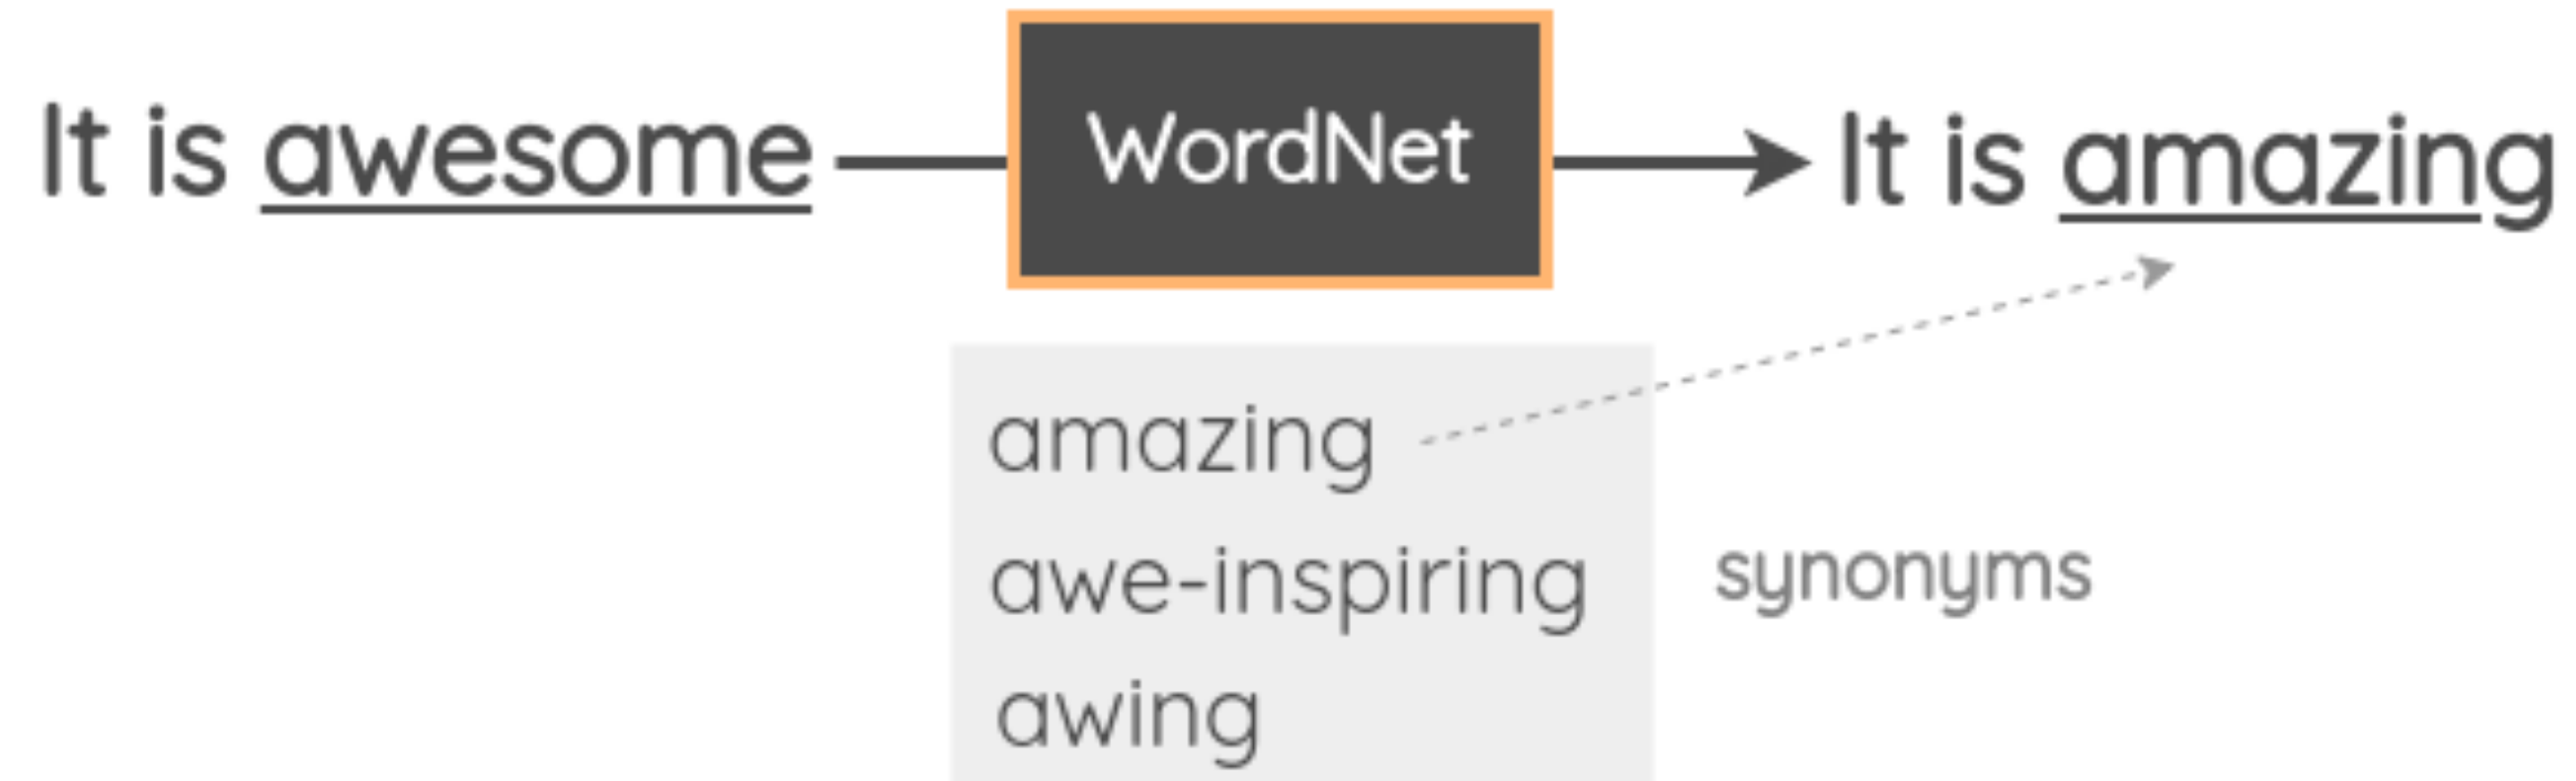 It is awesome
WordNet
It is amazing
amazing
awe-inspiring
synonyms
awing